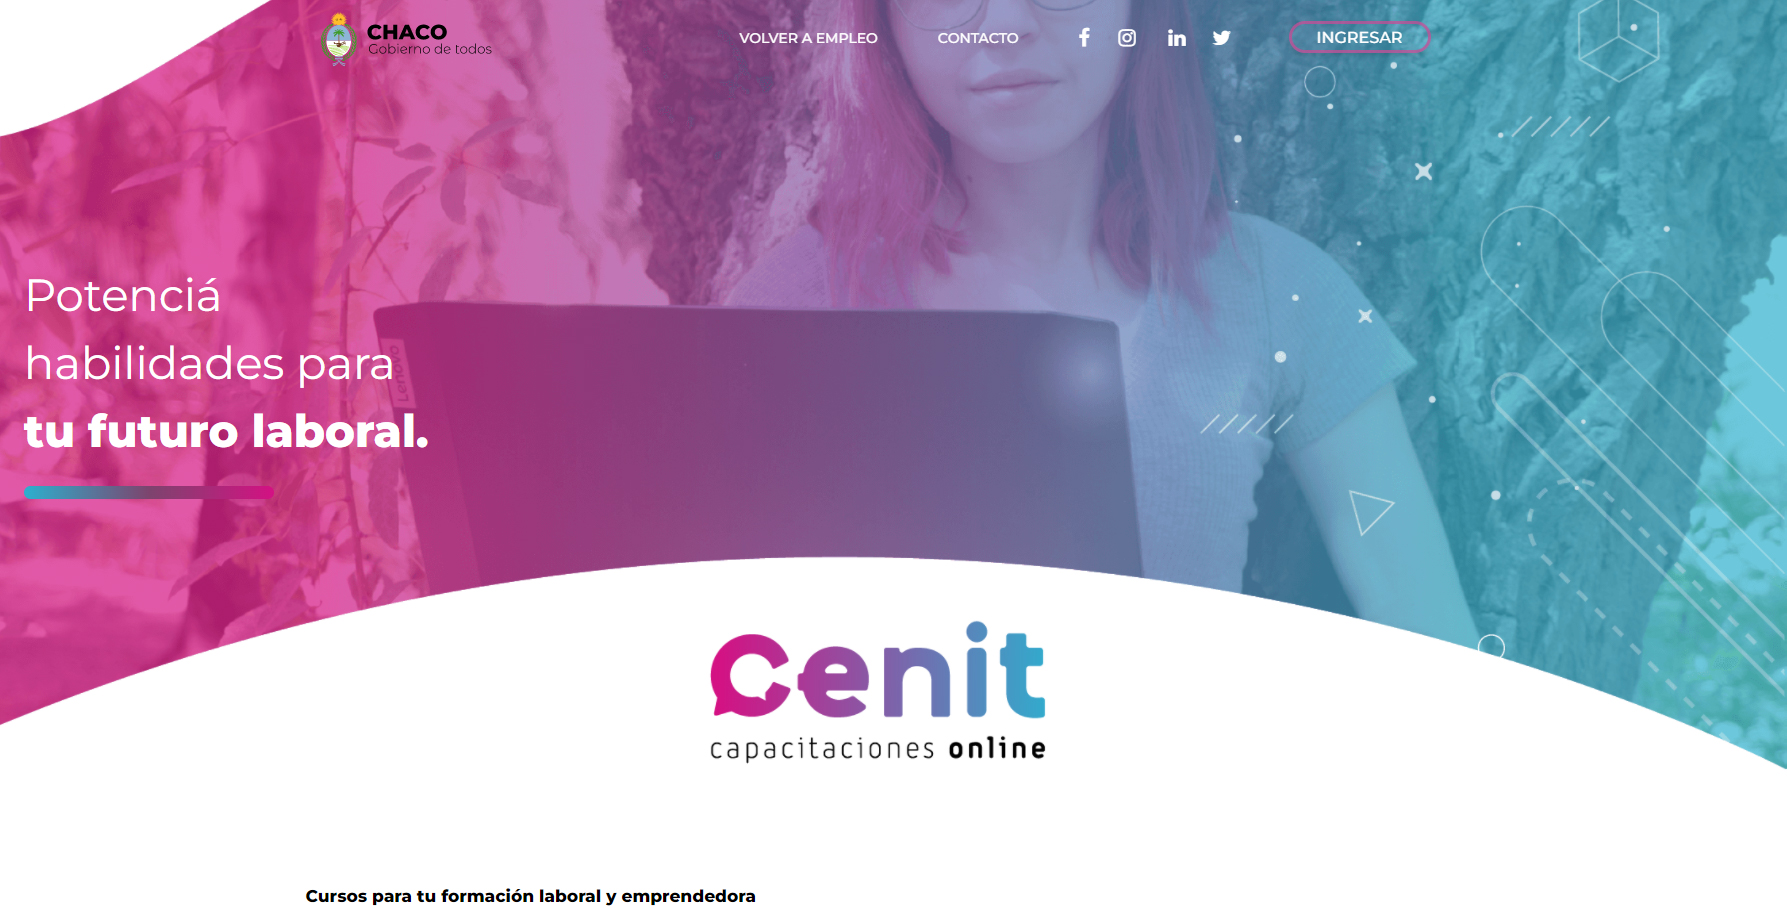 CHACO
Gobierno de todos
VOLVER A EMPLEO
CONTACTO
INGRESAR
Potenciá
habilidades para
tu futuro laboral.
Lenovo
cenit
capacitaciones online
Cursos para tu formación laboral y emprendedora